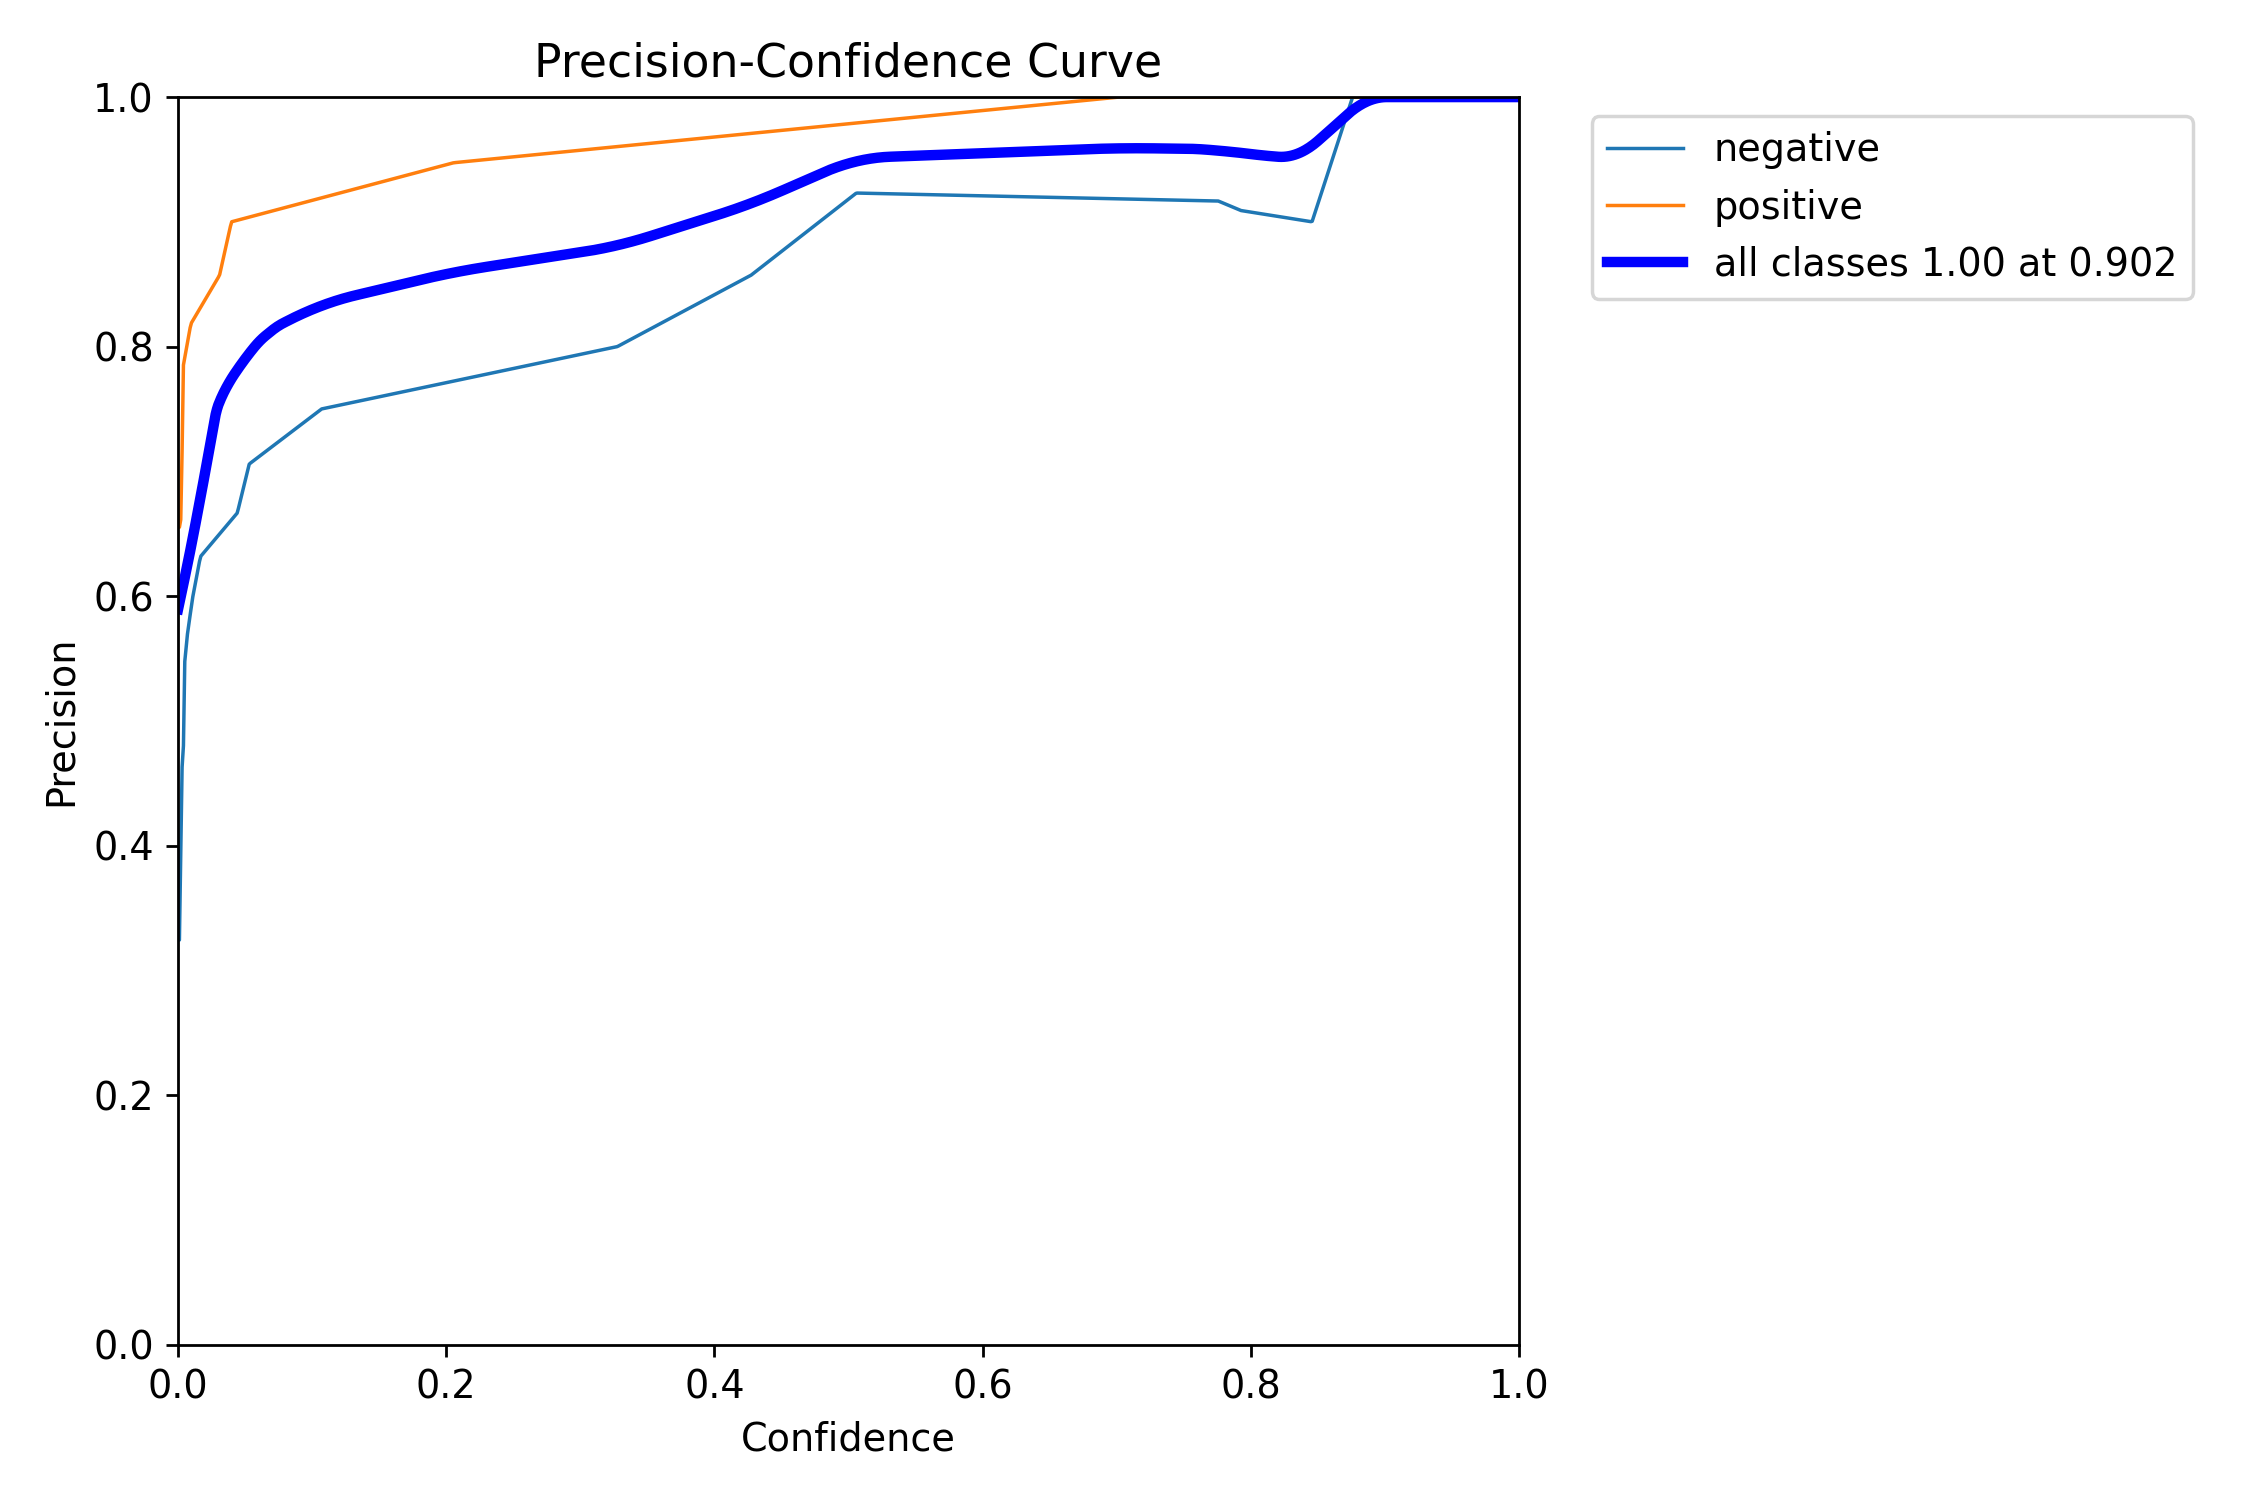 Precision-Confidence Curve
1.0
0.8
0.6
0.4
0.2
0.0
Precision
0.0 0.2 0.4 0.6 0.8 1.0
Confidence
negative
positive
all classes 1.00 at 0.902